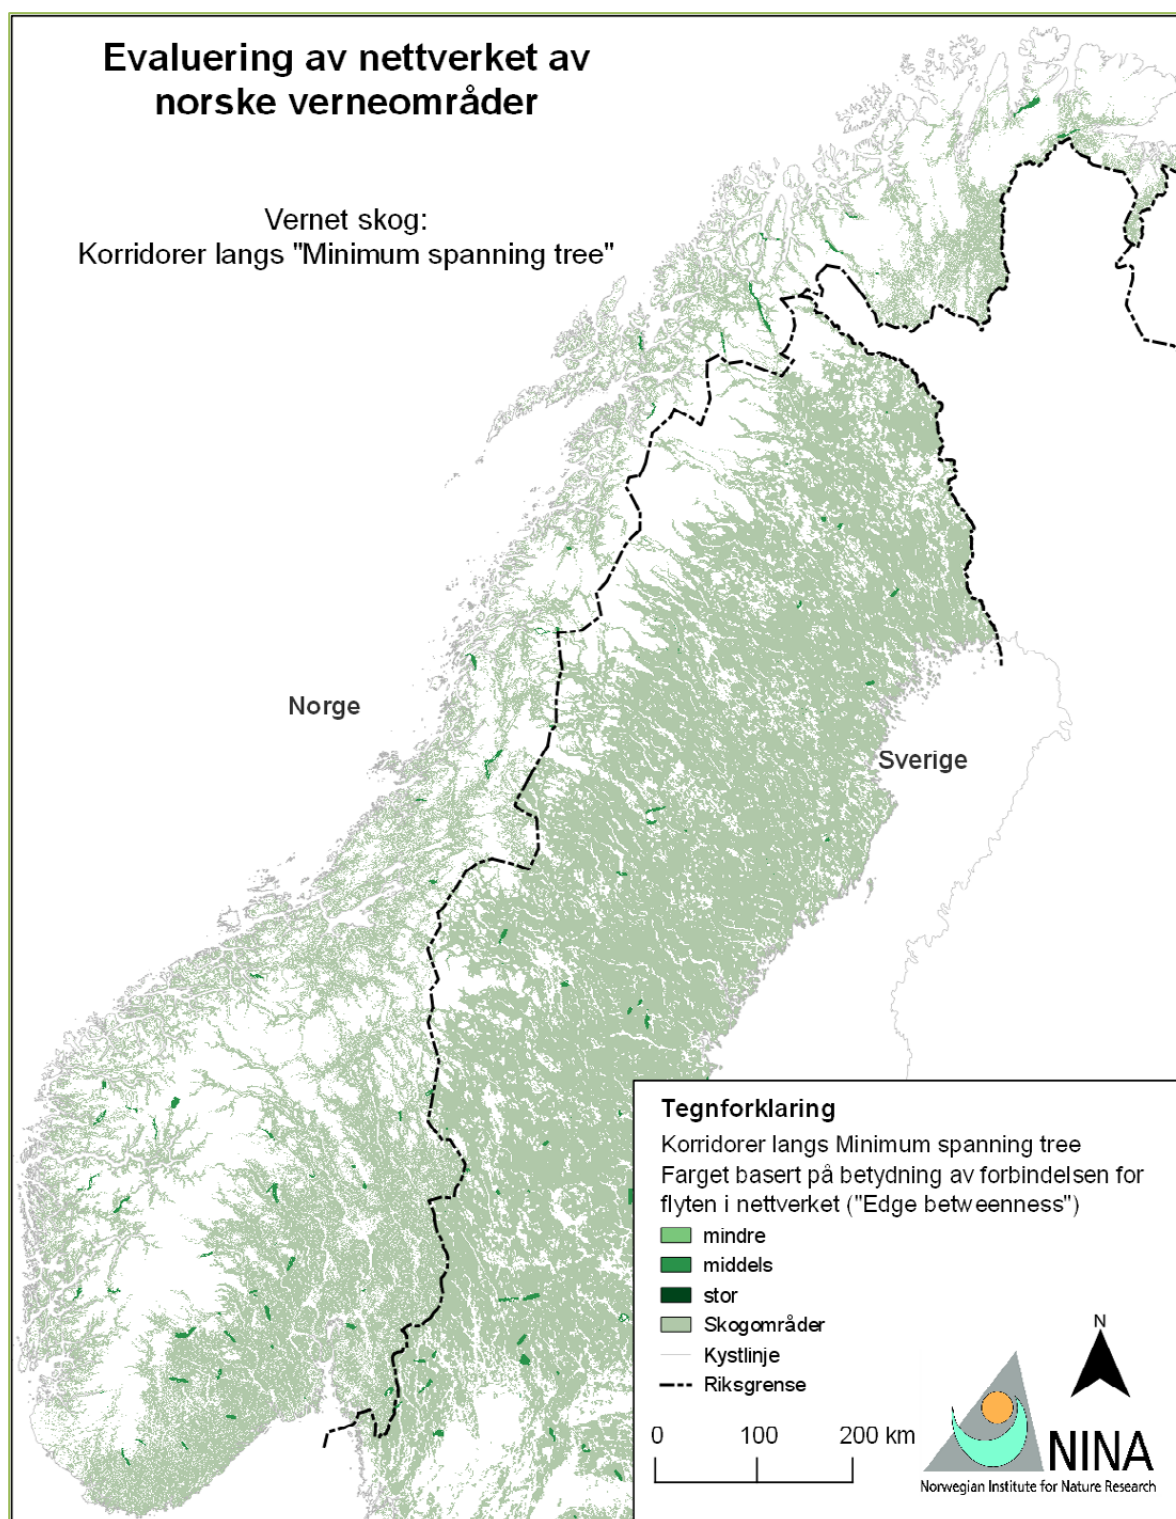 Evaluering av nettverket av
norske verneområder
Vernet skog:
Korridorer langs "Minimum spanning tree"
Norge
Sverige
Tegnforklaring
Korridorer langs Minimum spanning tree
Farget basert på betydning av forbindelsen for
flyten i nettverket ("Edge betweenness")
mindre
middels
stor
Skogområder
Kystlinje
Riksgrense
0 100 200 km
N
NINA
Norwegian Institute for Nature Research